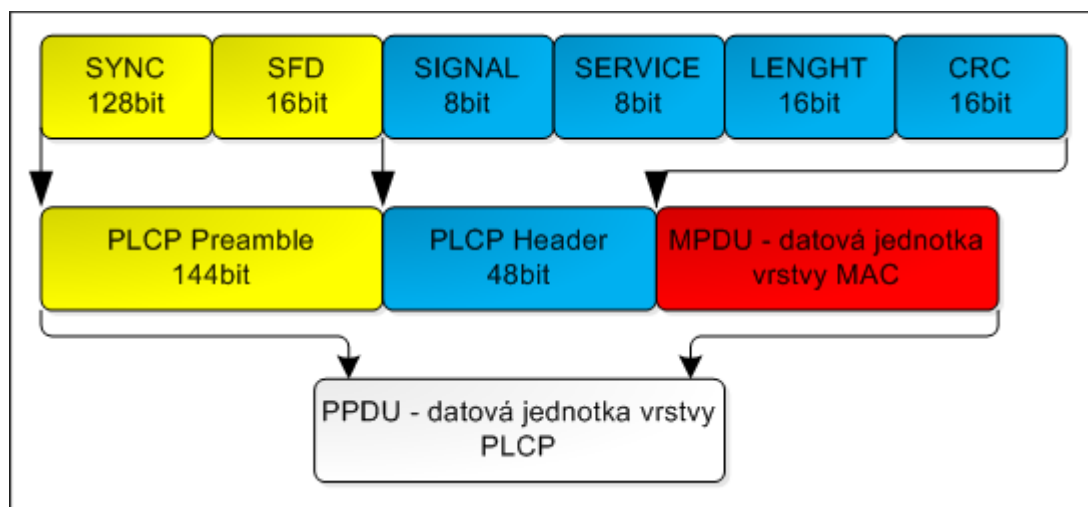 SYNC
128bit
SFD
16bit
SIGNAL
8bit
SERVICE
8bit
LENGHT
16bit
CRC
16bit
PLCP Preamble
144bit
PLCP Header
48bit
MPDU - datová jednotka
vrstvy MAC
PPDU - datová jednotka vrstvy
PLCP